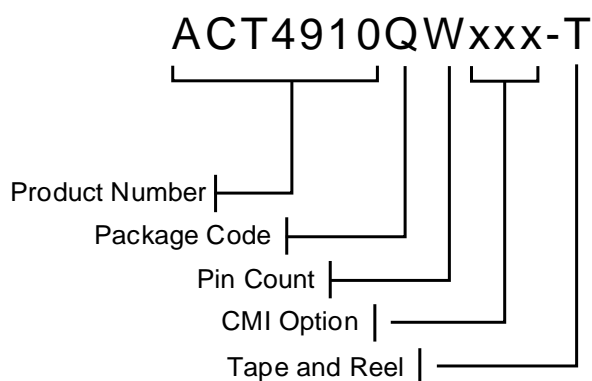 ACT4910QWxxx-T
Product Number
Package Code
Pin Count
CMI Option
Tape and Reel